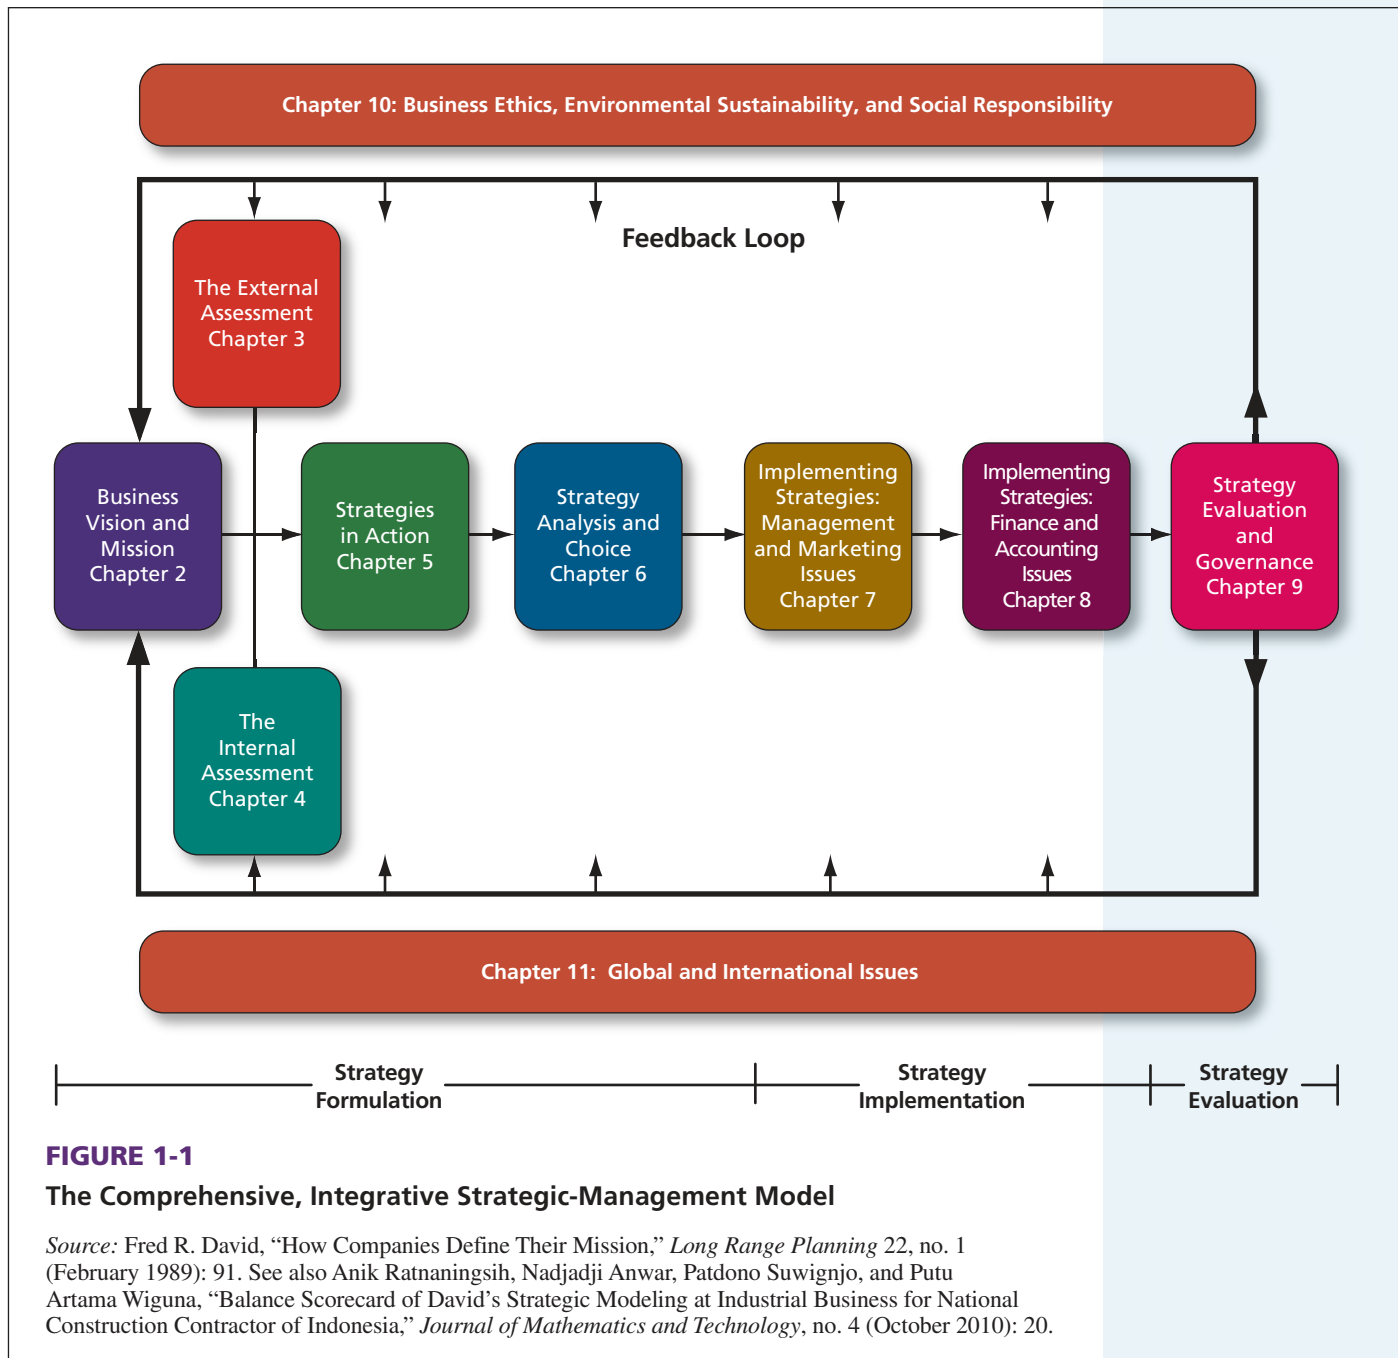 Chapter 10: Business Ethics, Environmental Sustainability, and Social Responsibility
Feedback Loop
The External
Assessment
Chapter 3
Business
Vision and
Mission
Chapter 2
Strategies
in Action
Chapter 5
Strategy
Analysis and
Choice
Chapter 6
Implementing
Strategies:
Management
and Marketing
Issues
Chapter 7
Implementing
Strategies:
Finance and
Accounting
Issues
Chapter 8
Strategy
Evaluation
and
Governance
Chapter 9
The
Internal
Assessment
Chapter 4
Chapter 11: Global and International Issues
Strategy
Formulation
Strategy
Implementation
Strategy
Evaluation
FIGURE 1-1
The Comprehensive, Integrative Strategic-Management Model
Source: Fred R. David, “How Companies Define Their Mission,” Long Range Planning 22, no. 1
(February 1989): 91. See also Anik Ratnaningsih, Nadjadji Anwar, Patdono Suwignjo, and Putu
Artama Wiguna, “Balance Scorecard of David’s Strategic Modeling at Industrial Business for National
Construction Contractor of Indonesia,” Journal of Mathematics and Technology, no. 4 (October 2010): 20.